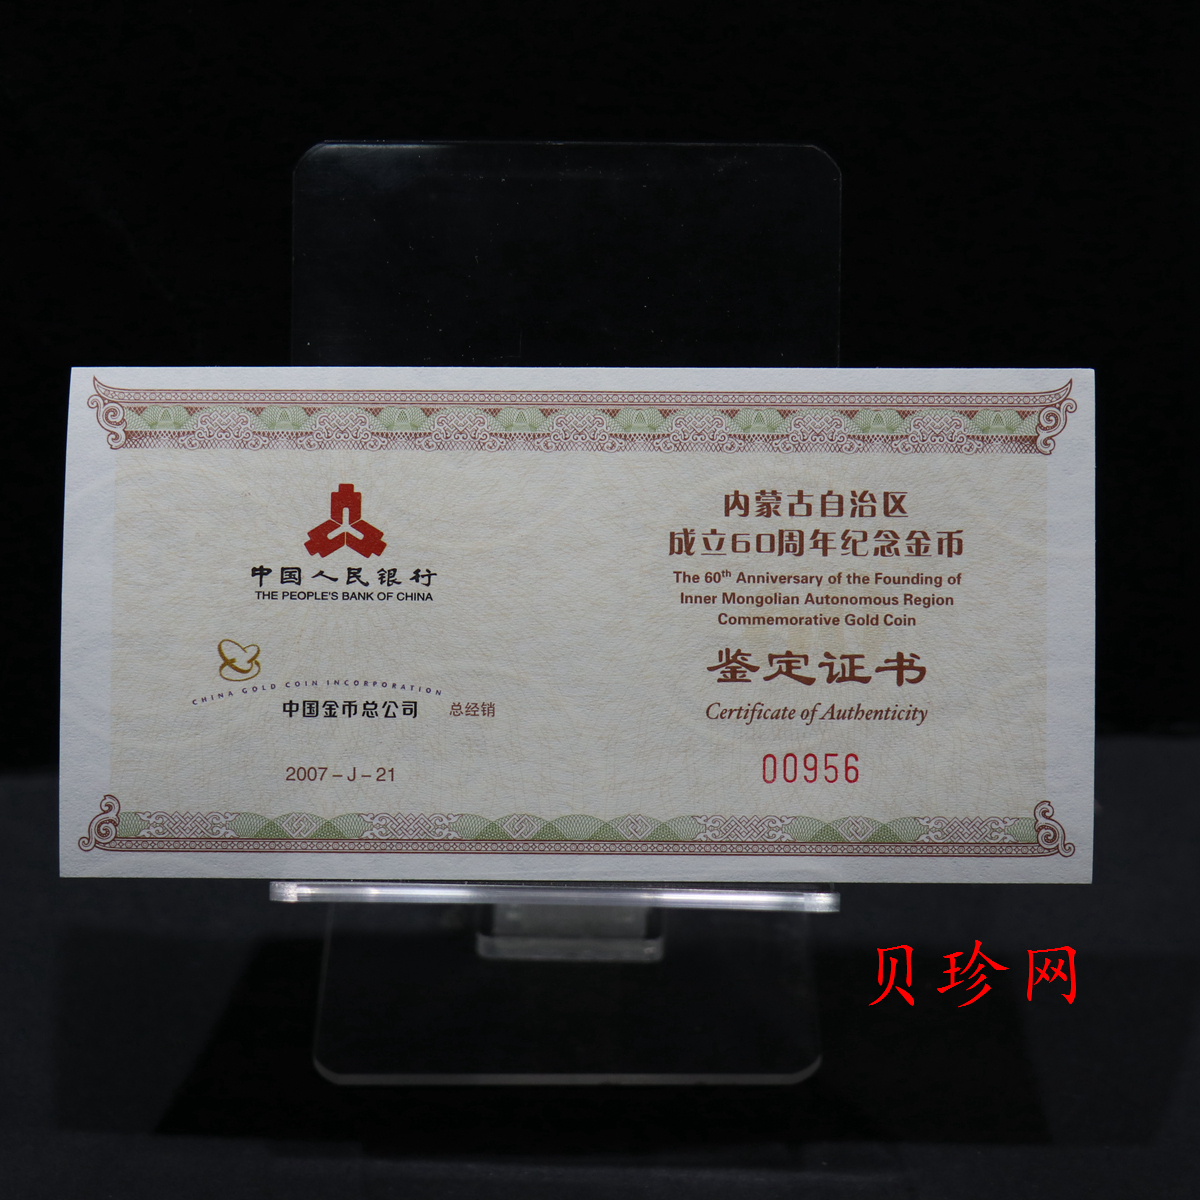 中国人民银行
THE PEOPLE'S BANK OF CHINA
CHINA GOLD COIN INCORPORATION
中国金币总公司 总经销
2007-J-21
内蒙古自治区
成立60周年纪念金币
The 60th Anniversary of the Founding of
Inner Mongolian Autonomous Region
Commemorative Gold Coin
鉴定证书
Certificate of Authenticity
00956
贝珍网